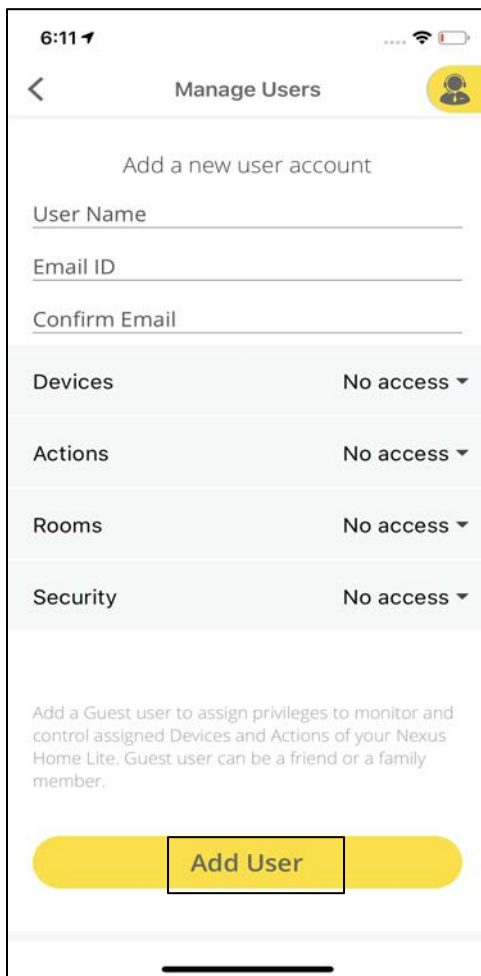 6:11
Manage Users
Add a new user account
User Name
Email ID
Confirm Email
Devices No access
Actions No access
Rooms No access
Security No access
Add a Guest user to assign privileges to monitor and
control assigned Devices and Actions of your Nexus
Home Lite. Guest user can be a friend or a family
member.
Add User